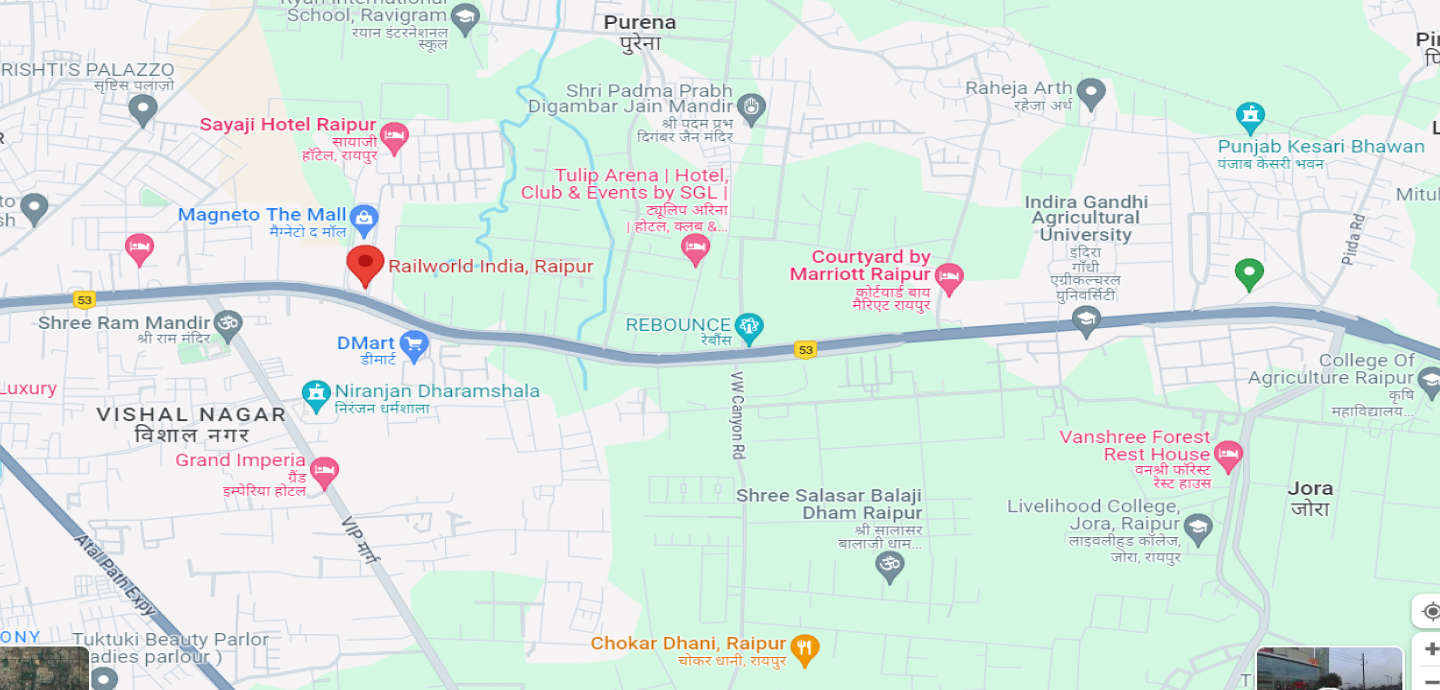 School, Ravigram
रयान इंटरनेशनल
स्कूल
Purena
पुरेना
RISHTI'S PALAZZO
सृष्टिस पलाज़ो
Shri Padma Prabh
Digambar Jain Mandir
श्री पदम प्रभ
दिगंबर जैन मंदिर
Raheja Arth
रहेजा अर्थ
Sayaji Hotel Raipur
सायाजी
हॉटेल, रायपुर
Punjab Kesari Bhawan
पंजाब केसरी भवन
Tulip Arena | Hotel,
Club & Events by SGL |
ट्यूलिप अरिना
| होटल, क्लब &...
Indira Gandhi
Agricultural
University
इंदिरा
गाँधी
एग्रीकल्चरल
युनिवर्सिटी
Magneto The Mall
मैग्नेटो द मॉल
Pirda Rd
Railworld India, Raipur
Courtyard by
Marriott Raipur
कोर्टयार्ड बाय
मैरिएट रायपुर
53
Shree Ram Mandir
श्री राम मंदिर
REBOUNCE
रेबौंस
53
DMart
डीमार्ट
College Of
Agriculture Raipur
कृषि
महाविद्यालय...
Luxury
Niranjan Dharamshala
निरंजन धर्मशाला
VW Canyon Rd
VISHAL NAGAR
विशाल नगर
Vanshree Forest
Rest House
वनश्री फॉरेस्ट
रेस्ट हाउस
Grand Imperia
ग्रैंड
इम्पेरिया होटल
Jora
जोरा
Shree Salasar Balaji
Dham Raipur
श्री सालासर
बालाजी धाम...
Livelihood College,
Jora, Raipur
लाइवलीहुड कॉलेज,
जोरा, रायपुर
VIP मार्ग
Atal Path Expy
Tuktuki Beauty Parlor
adies parlour )
ONY
Chokar Dhani, Raipur
चोकर धानी, रायपुर